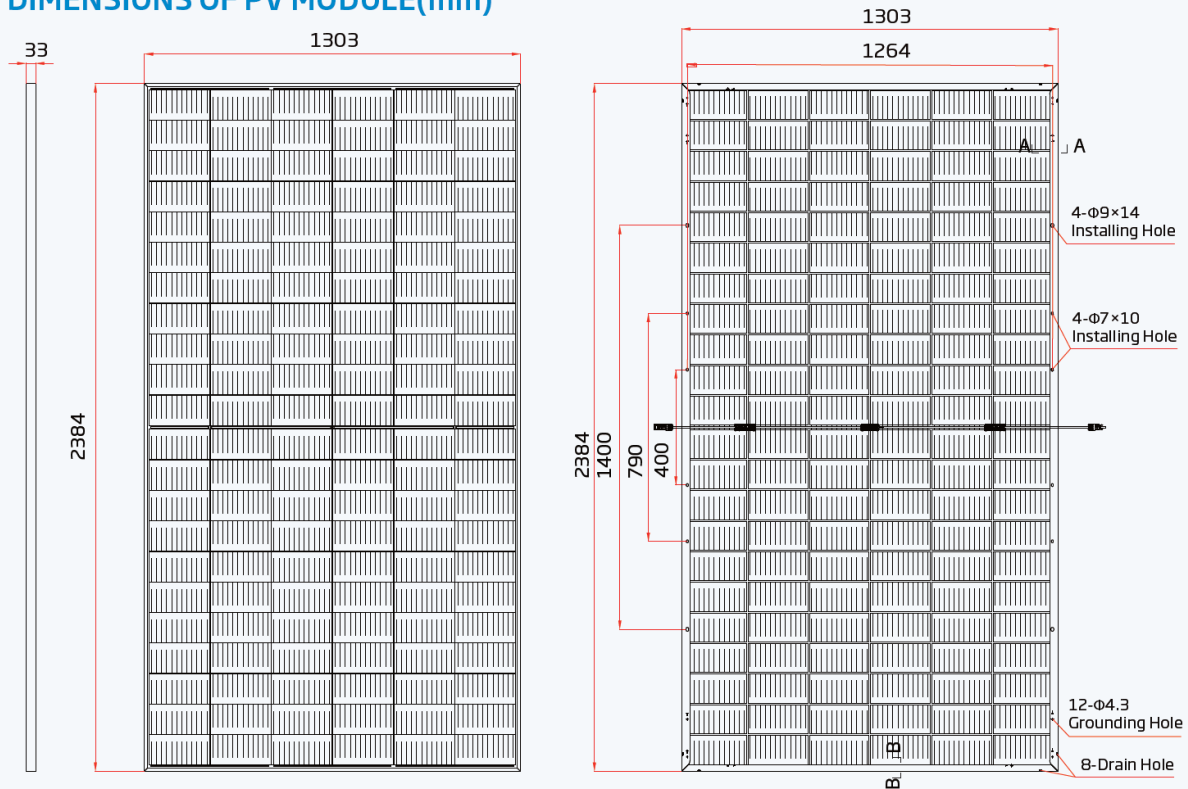 DIMENSIONS OF PV MODULE(mm)
33
1303
2384
1303
1264
A
A
4-Φ9×14
Installing Hole
4-Φ7×10
Installing Hole
2384
1400
790
400
12-Φ4.3
Grounding Hole
8-Drain Hole
B
B